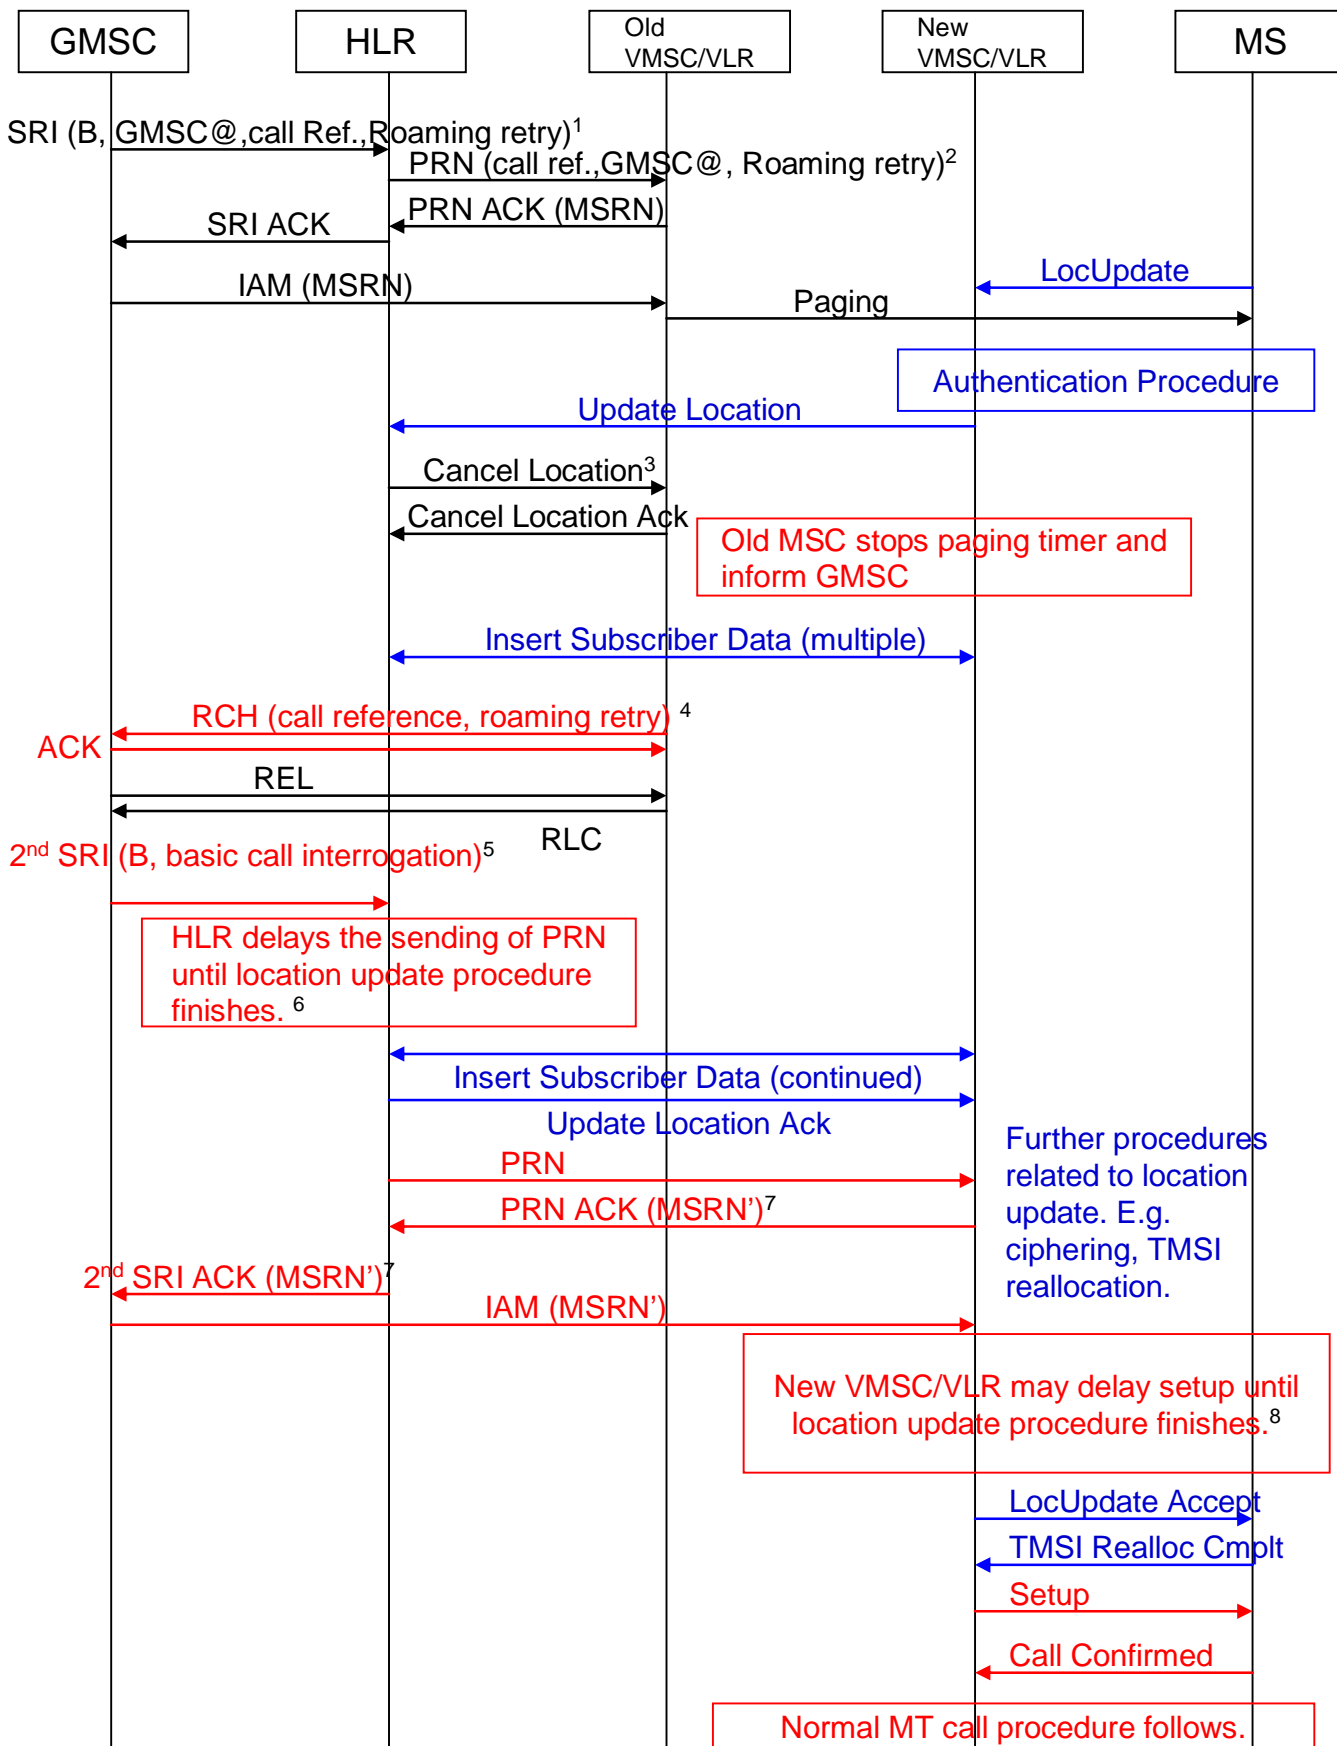 GMSC
HLR
Old
VMSC/VLR
New
VMSC/VLR
MS
SRI (B, GMSC@,call Ref.,Roaming retry)1
PRN (call ref.,GMSC@, Roaming retry)2
PRN ACK (MSRN)
SRI ACK
LocUpdate
IAM (MSRN)
Paging
Authentication Procedure
Update Location
Cancel Location3
Cancel Location Ack
Old MSC stops paging timer and
inform GMSC
Insert Subscriber Data (multiple)
RCH (call reference, roaming retry) 4
ACK
REL
RLC
2nd SRI (B, basic call interrogation)5
HLR delays the sending of PRN
until location update procedure
finishes. 6
Insert Subscriber Data (continued)
Update Location Ack
Further procedures
related to location
update. E.g.
ciphering, TMSI
reallocation.
PRN
PRN ACK (MSRN’)7
2nd SRI ACK (MSRN’)7
IAM (MSRN’)
New VMSC/VLR may delay setup until
location update procedure finishes.8
LocUpdate Accept
TMSI Realloc Cmplt
Setup
Call Confirmed
Normal MT call procedure follows.